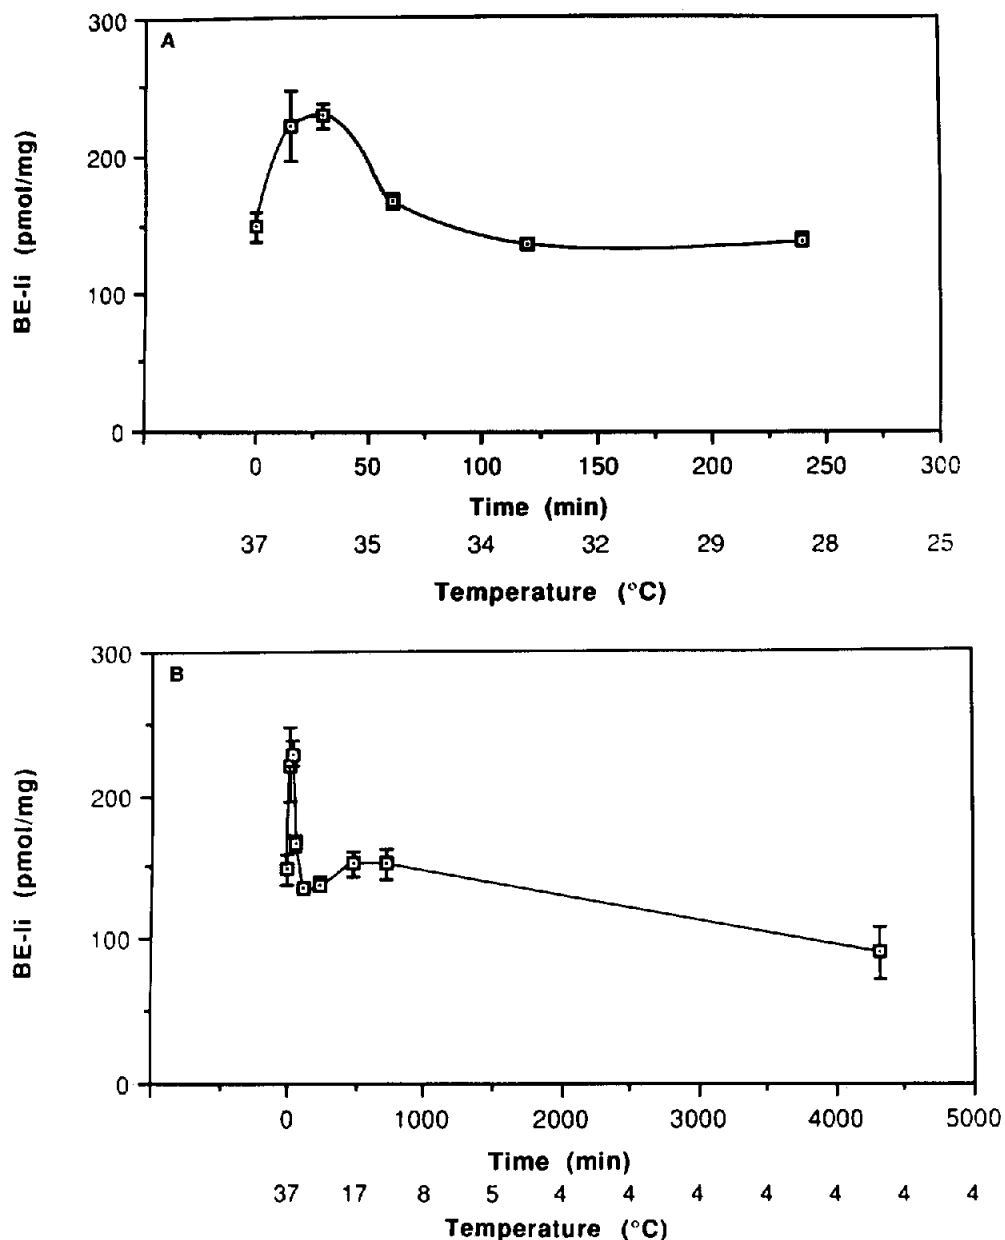 300
A
200
100
0
BE-li (pmol/mg)
0 50 100 150 200 250 300
Time (min)
37 35 34 32 29 28 25
Temperature (°C)
300
B
200
100
0
BE-li (pmol/mg)
0 1000 2000 3000 4000 5000
Time (min)
37 17 8 5 4 4 4 4 4 4 4
Temperature (°C)